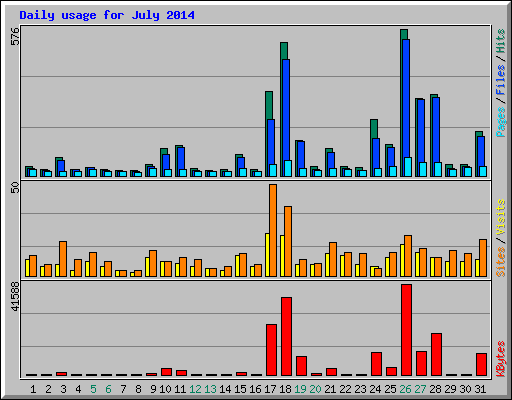 Daily usage for July 2014
576
Pages / Files / Hits
50
Sites / Visits
41588
KBytes
1 2 3 4 5 6 7 8 9 10 11 12 13 14 15 16 17 18 19 20 21 22 23 24 25 26 27 28 29 30 31